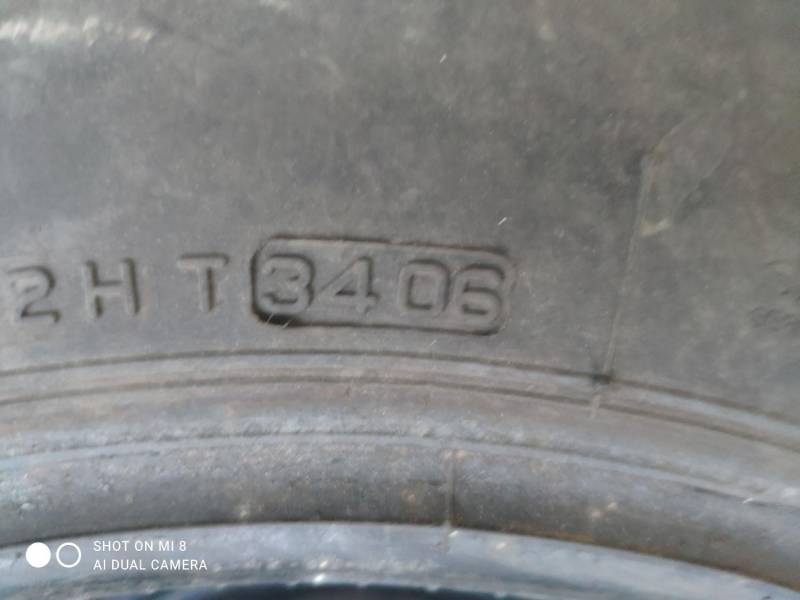 2HT 3406
SHOT ON MI 8
AI DUAL CAMERA